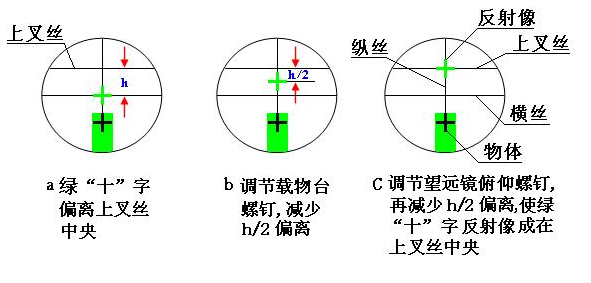 上叉丝
h
h/2
反射像
上叉丝
纵丝
横丝
物体
a 绿“十”字
偏离上叉丝
中央
b 调节载物台
螺钉,减少
h/2 偏离
C 调节望远镜俯仰螺钉,
再减少 h/2 偏离,使绿
“十”字反射像成在
上叉丝中央